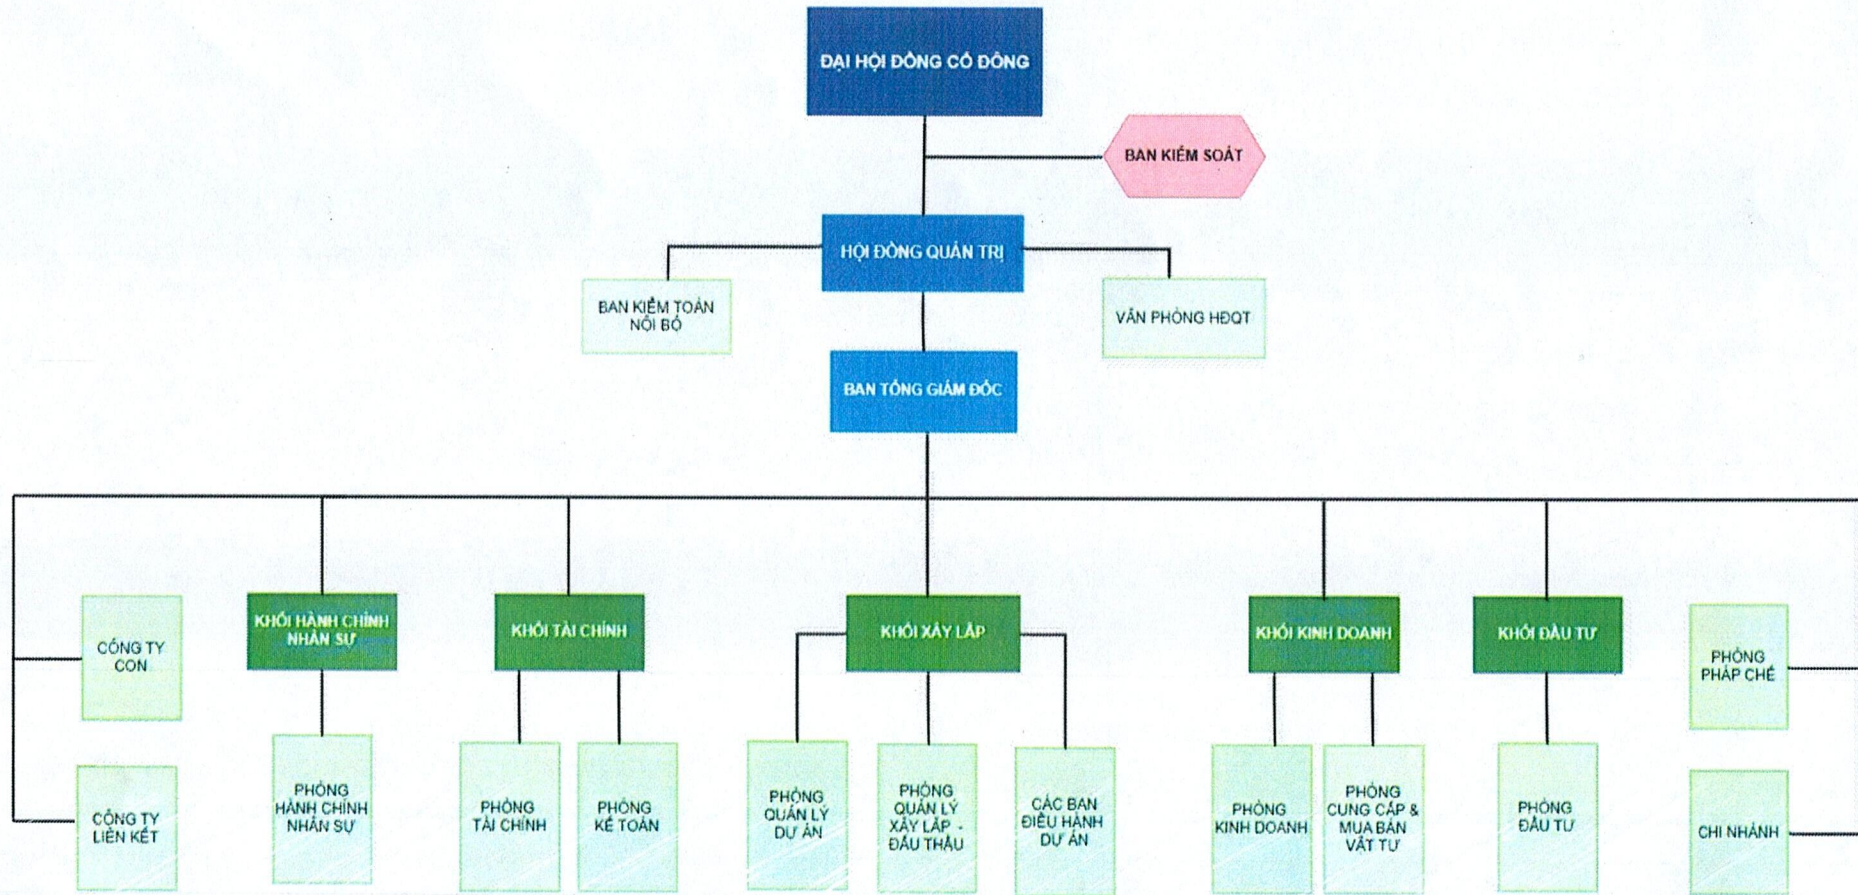 ĐẠI HỘI ĐỒNG CỔ ĐÔNG
BAN KIỂM SOÁT
HỘI ĐỒNG QUẢN TRỊ
BAN KIỂM TOÁN
NỘI BỘ
VĂN PHÒNG HĐQT
BAN TỔNG GIÁM ĐỐC
CÔNG TY
CON
KHỐI HÀNH CHÍNH
NHÂN SỰ
KHỐI TÀI CHÍNH
KHỐI XÂY LẮP
KHỐI KINH DOANH
KHỐI ĐẦU TƯ
PHÒNG
PHÁP CHẾ
CÔNG TY
LIÊN KẾT
PHÒNG
HÀNH CHÍNH
NHÂN SỰ
PHÒNG
TÀI CHÍNH
PHÒNG
KẾ TOÁN
PHÒNG
QUẢN LÝ
DỰ ÁN
PHÒNG
QUẢN LÝ
XÂY LẮP -
ĐẤU THẦU
CÁC BAN
ĐIỀU HÀNH
DỰ ÁN
PHÒNG
KINH DOANH
PHÒNG
CUNG CẤP &
MUA BÁN
VẬT TƯ
PHÒNG
ĐẦU TƯ
CHI NHÁNH